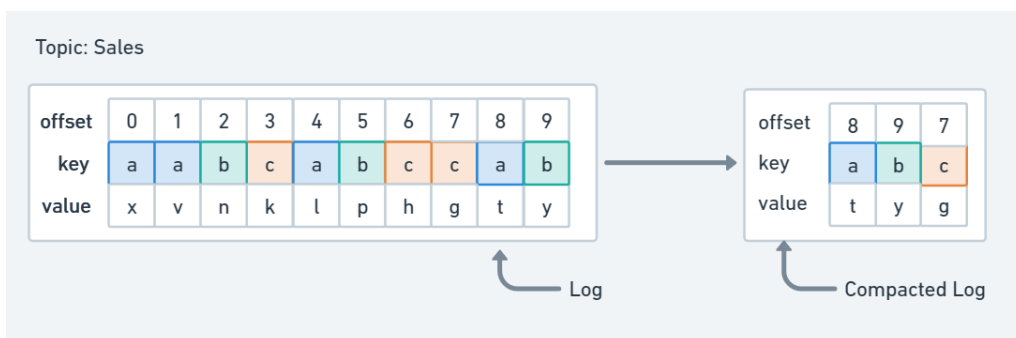 Topic: Sales
offset 0 1 2 3 4 5 6 7 8 9
key a a b c a b c c a b
value x v n k l p h g t y
Log
offset 8 9 7
key a b c
value t y g
Compacted Log